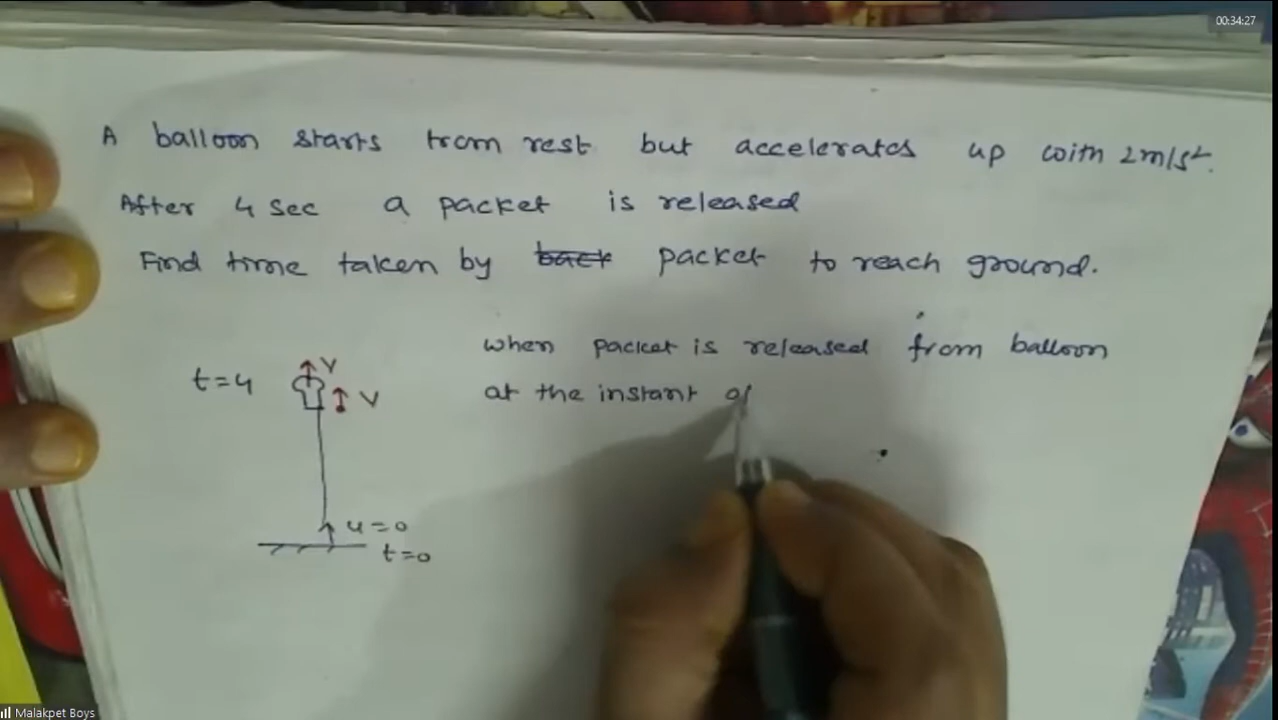 00:34:27
A balloon starts from rest but accelerates up with 2m/s².
After 4 sec a packet is released
Find time taken by back packet to reach ground.
when packet is released from balloon
at the instant of
t=4
V
V
u=0
t=0
Malakpet Boys